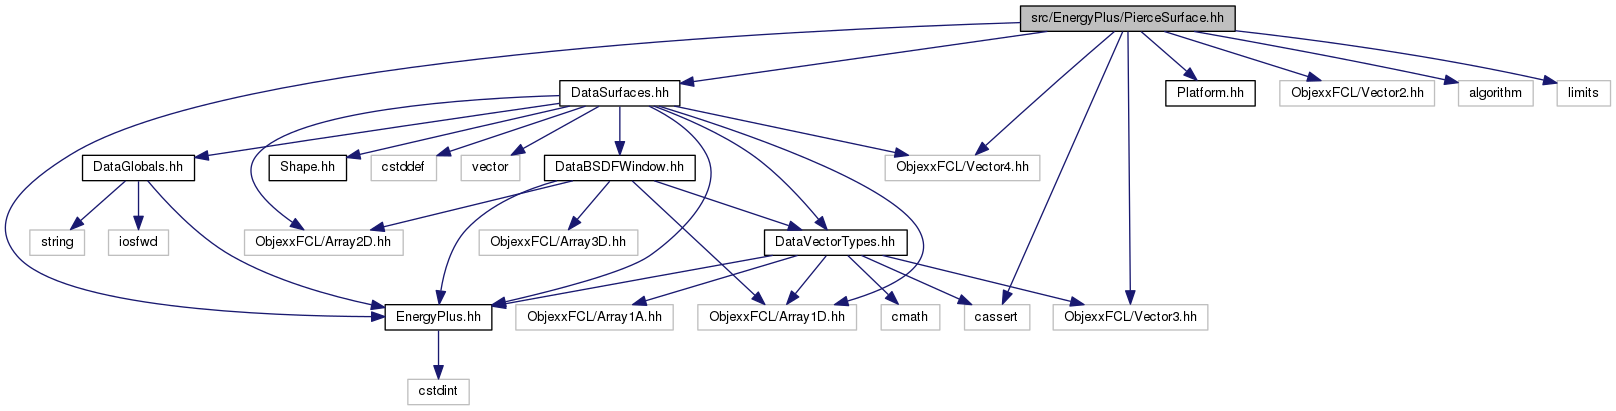 src/EnergyPlus/PierceSurface.hh
DataSurfaces.hh
Platform.hh
ObjexxFCL/Vector2.hh
algorithm
limits
DataGlobals.hh
Shape.hh
cstddef
vector
DataBSDFWindow.hh
ObjexxFCL/Vector4.hh
string
iosfwd
ObjexxFCL/Array2D.hh
ObjexxFCL/Array3D.hh
DataVectorTypes.hh
EnergyPlus.hh
ObjexxFCL/Array1A.hh
ObjexxFCL/Array1D.hh
cmath
cassert
ObjexxFCL/Vector3.hh
cstdint